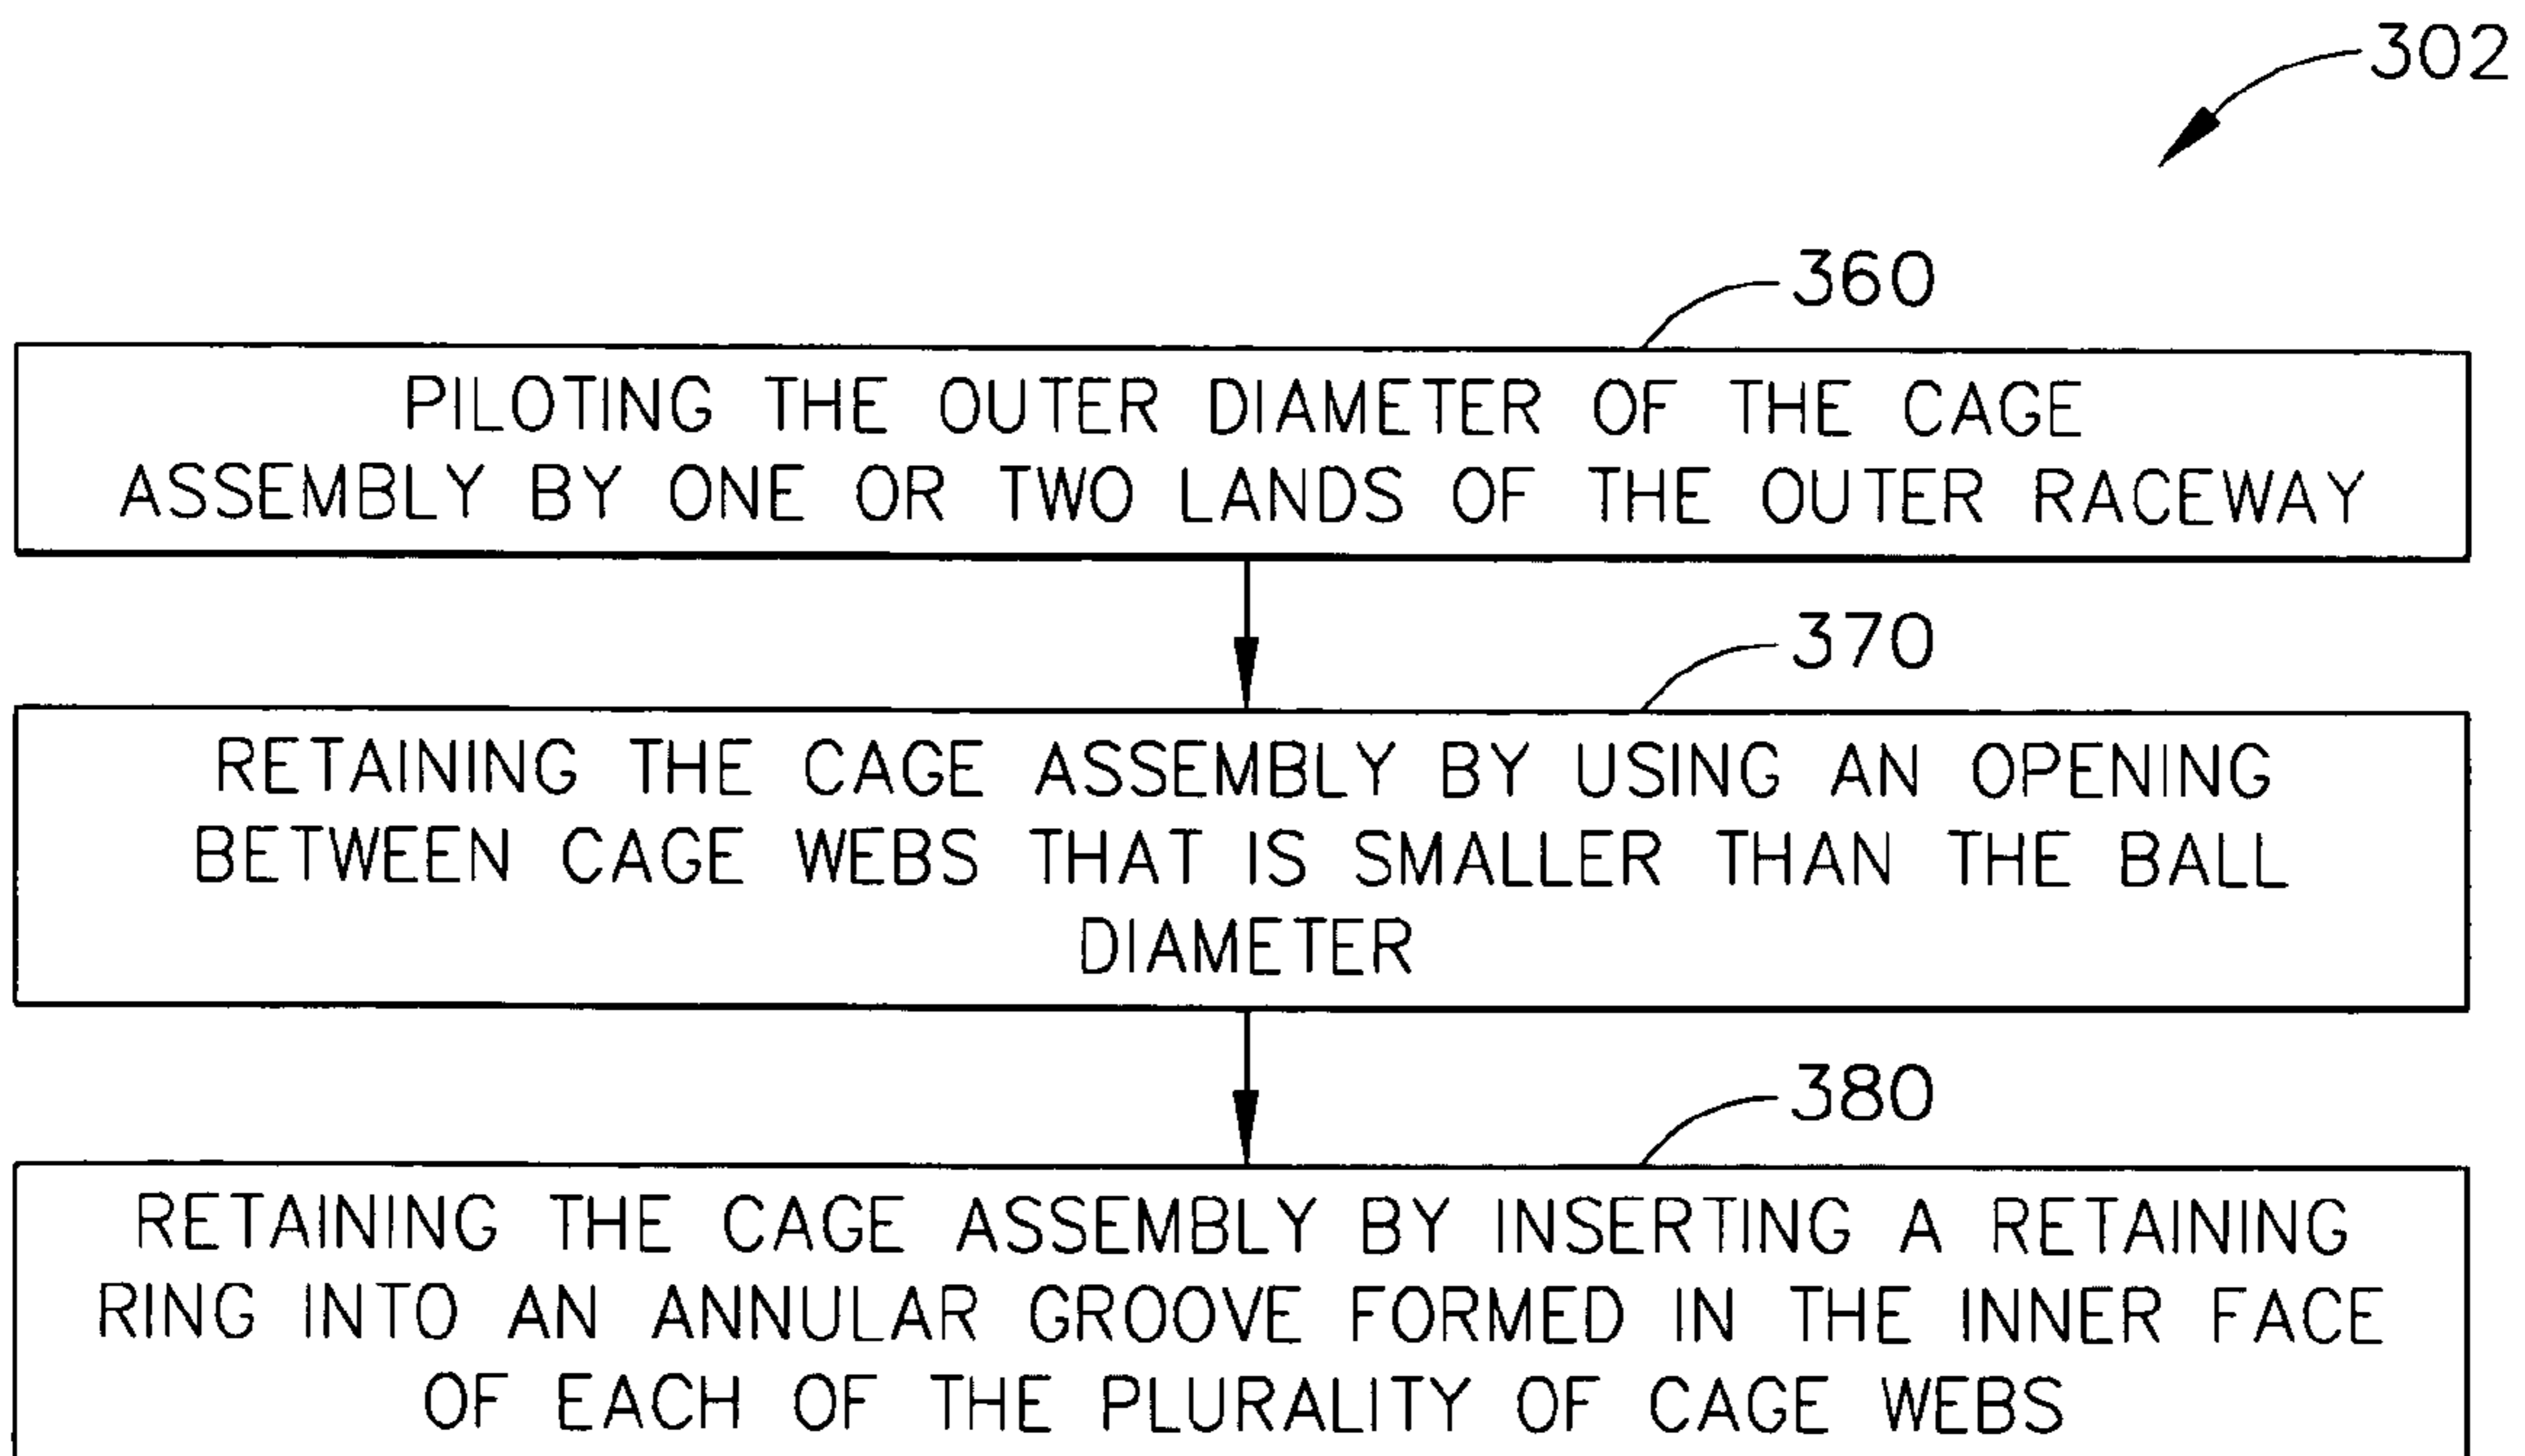 302
360
PILOTING THE OUTER DIAMETER OF THE CAGE
ASSEMBLY BY ONE OR TWO LANDS OF THE OUTER RACEWAY
370
RETAINING THE CAGE ASSEMBLY BY USING AN OPENING
BETWEEN CAGE WEBS THAT IS SMALLER THAN THE BALL
DIAMETER
380
RETAINING THE CAGE ASSEMBLY BY INSERTING A RETAINING
RING INTO AN ANNULAR GROOVE FORMED IN THE INNER FACE
OF EACH OF THE PLURALITY OF CAGE WEBS